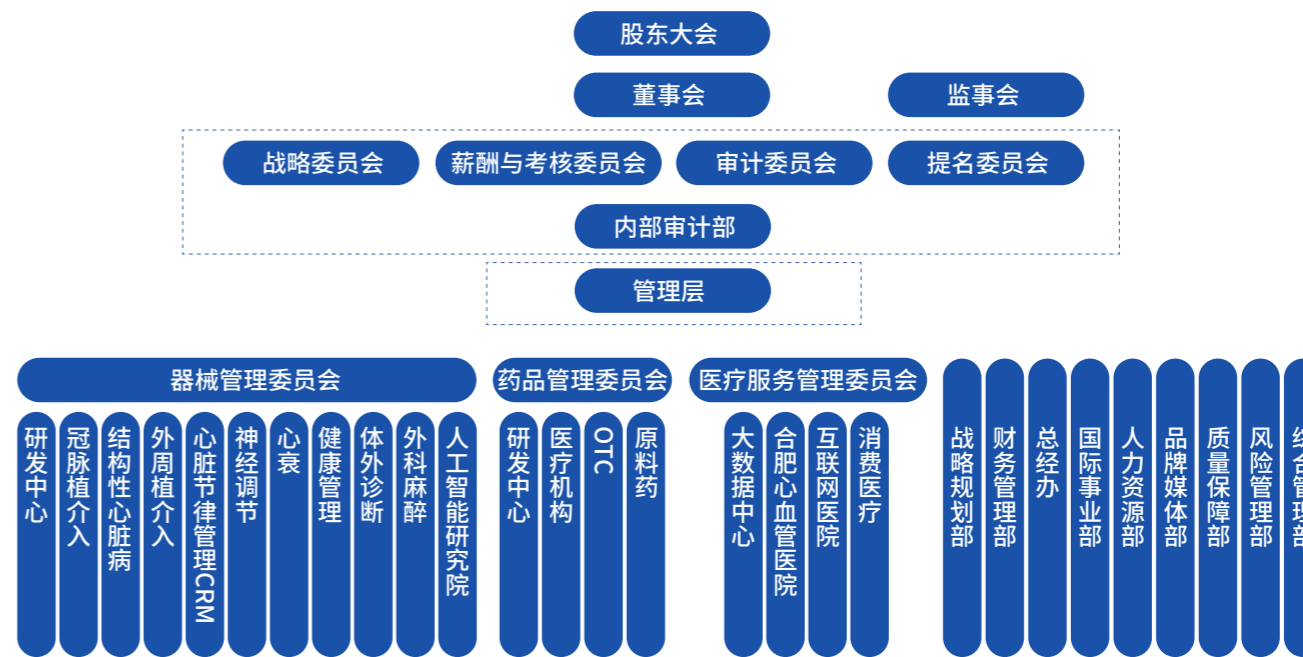 股东大会
董事会
监事会
战略委员会
薪酬与考核委员会
审计委员会
提名委员会
内部审计部
管理层
器械管理委员会
药品管理委员会
医疗服务管理委员会
研发中心
冠脉植介入
结构性心脏病
外周植介入
心脏节律管理CRM
神经调节
心衰
健康管理
体外诊断
外科麻醉
人工智能研究院
研发中心
医疗机构
OTC
原料药
大数据中心
合肥心血管医院
互联网医院
消费医疗
战略规划部
财务管理部
总经办
国际事业部
人力资源部
品牌媒体部
质量保障部
风险管理部
综合管理部